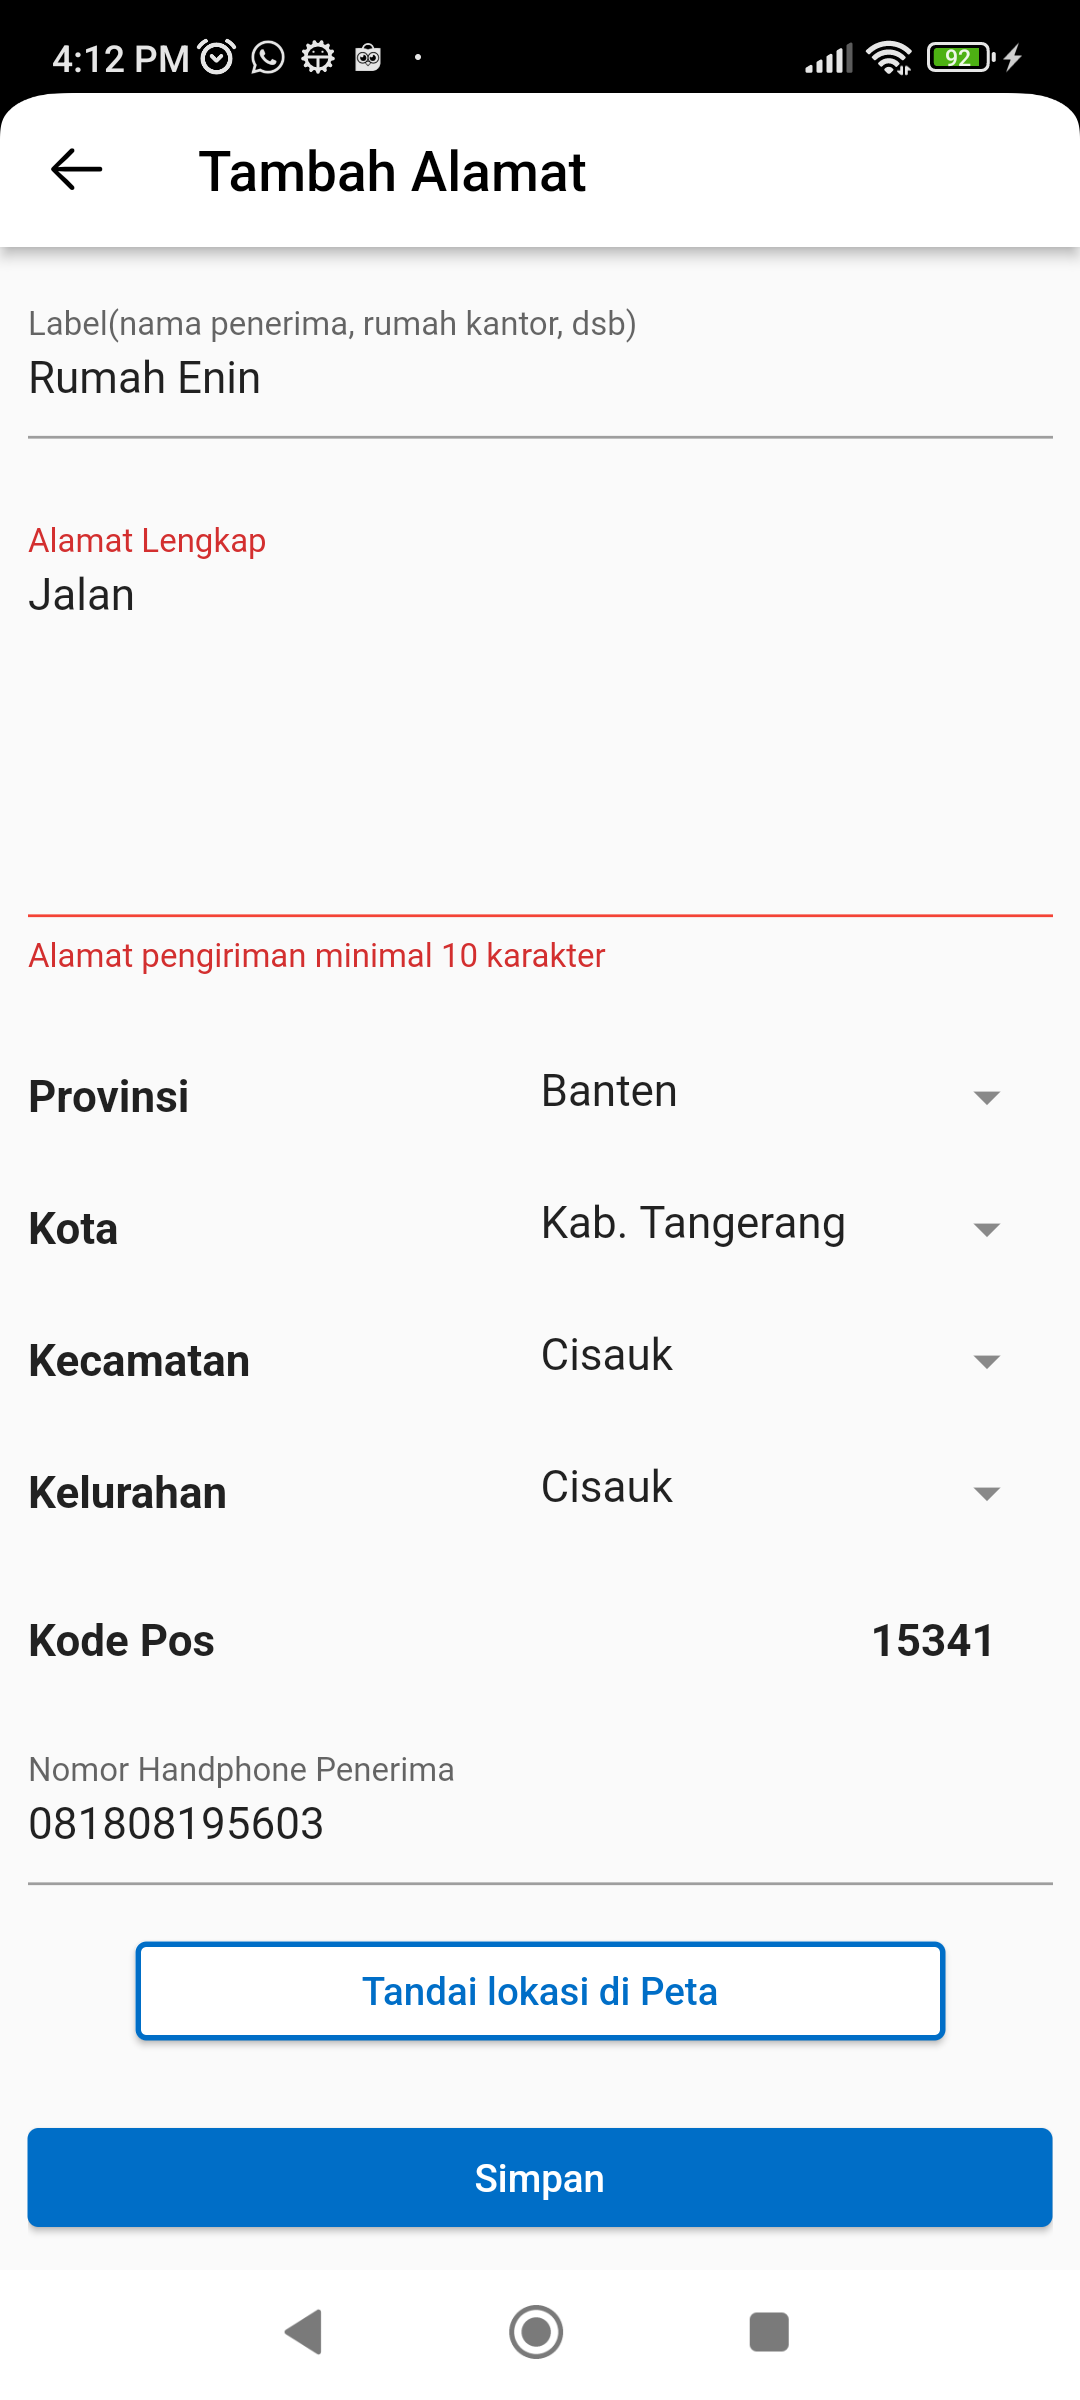 4:12 PM
92
Tambah Alamat
Label(nama penerima, rumah kantor, dsb)
Rumah Enin
Alamat Lengkap
Jalan
Alamat pengiriman minimal 10 karakter
Provinsi Banten
Kota Kab. Tangerang
Kecamatan Cisauk
Kelurahan Cisauk
Kode Pos 15341
Nomor Handphone Penerima
081808195603
Tandai lokasi di Peta
Simpan